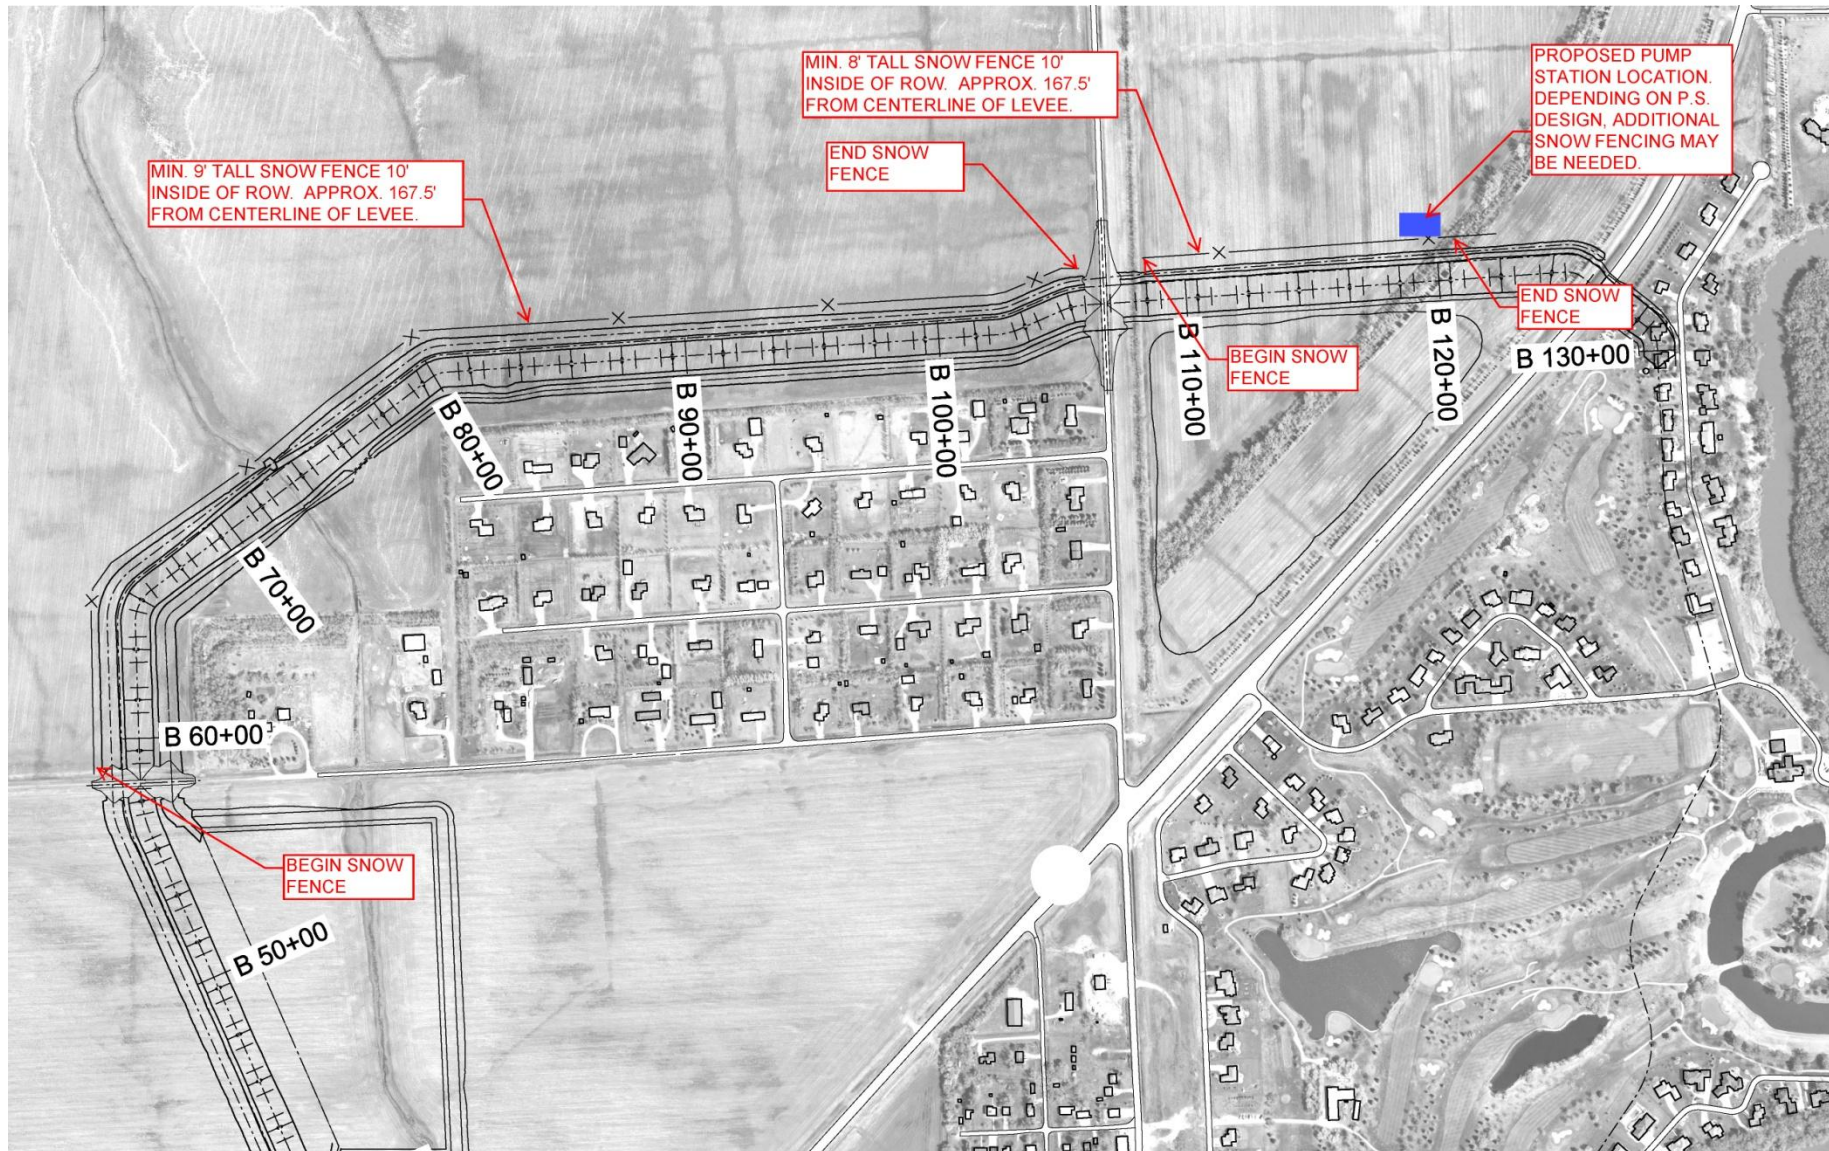 MIN. 8' TALL SNOW FENCE 10'
INSIDE OF ROW. APPROX. 167.5'
FROM CENTERLINE OF LEVEE.
PROPOSED PUMP
STATION LOCATION.
DEPENDING ON P.S.
DESIGN, ADDITIONAL
SNOW FENCING MAY
BE NEEDED.
END SNOW
FENCE
MIN. 9' TALL SNOW FENCE 10'
INSIDE OF ROW. APPROX. 167.5'
FROM CENTERLINE OF LEVEE.
END SNOW
FENCE
BEGIN SNOW
FENCE
B 130+00
B 120+00
B 110+00
B 100+00
B 90+00
B 80+00
B 70+00
B 60+00
BEGIN SNOW
FENCE
B 50+00